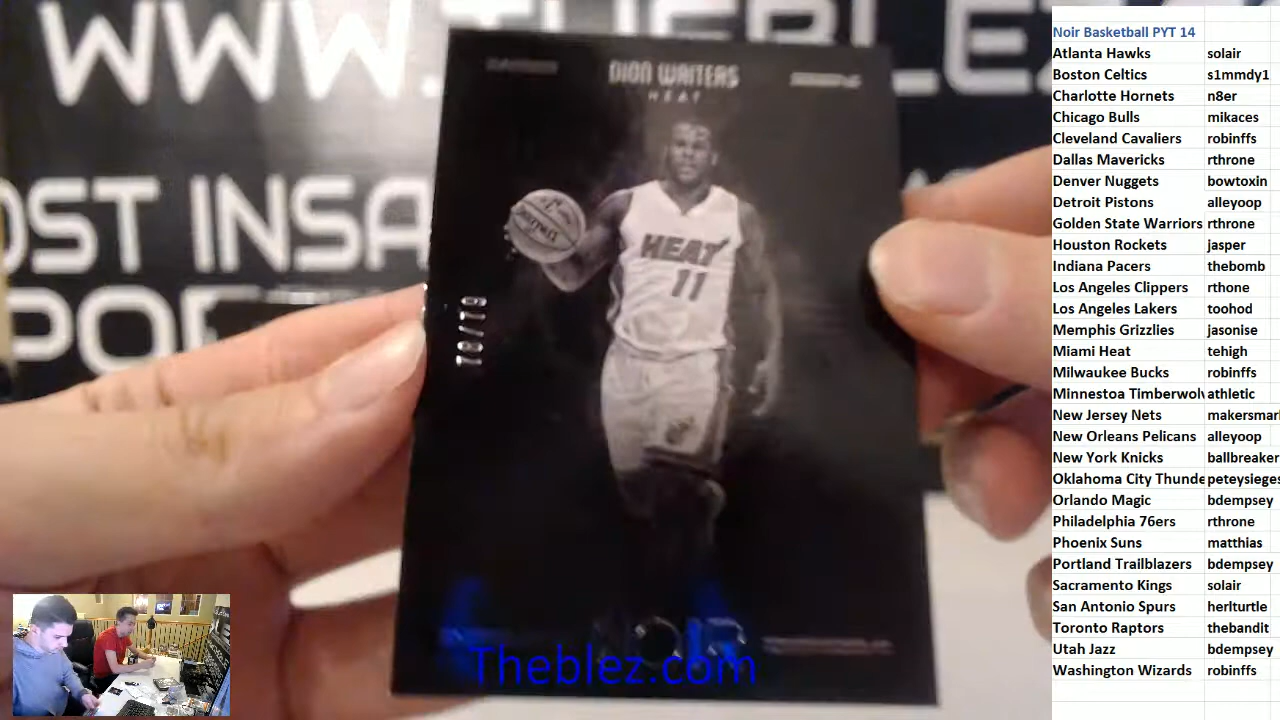 WWW.THEBLEZ
OST INSA
POR
DION WAITERS
HEAT
HEAT
11
78/79
NOIR
Theblez.com
Noir Basketball PYT 14
Atlanta Hawks solair
Boston Celtics s1mmdy1
Charlotte Hornets n8er
Chicago Bulls mikaces
Cleveland Cavaliers robinffs
Dallas Mavericks rthrone
Denver Nuggets bowtoxin
Detroit Pistons alleyoop
Golden State Warriors rthrone
Houston Rockets jasper
Indiana Pacers thebomb
Los Angeles Clippers rthone
Los Angeles Lakers toohod
Memphis Grizzlies jasonise
Miami Heat tehigh
Milwaukee Bucks robinffs
Minnestoa Timberwolv athletic
New Jersey Nets makersmar
New Orleans Pelicans alleyoop
New York Knicks ballbreaker
Oklahoma City Thunde peteysieges
Orlando Magic bdempsey
Philadelphia 76ers rthrone
Phoenix Suns matthias
Portland Trailblazers bdempsey
Sacramento Kings solair
San Antonio Spurs herlturtle
Toronto Raptors thebandit
Utah Jazz bdempsey
Washington Wizards robinffs